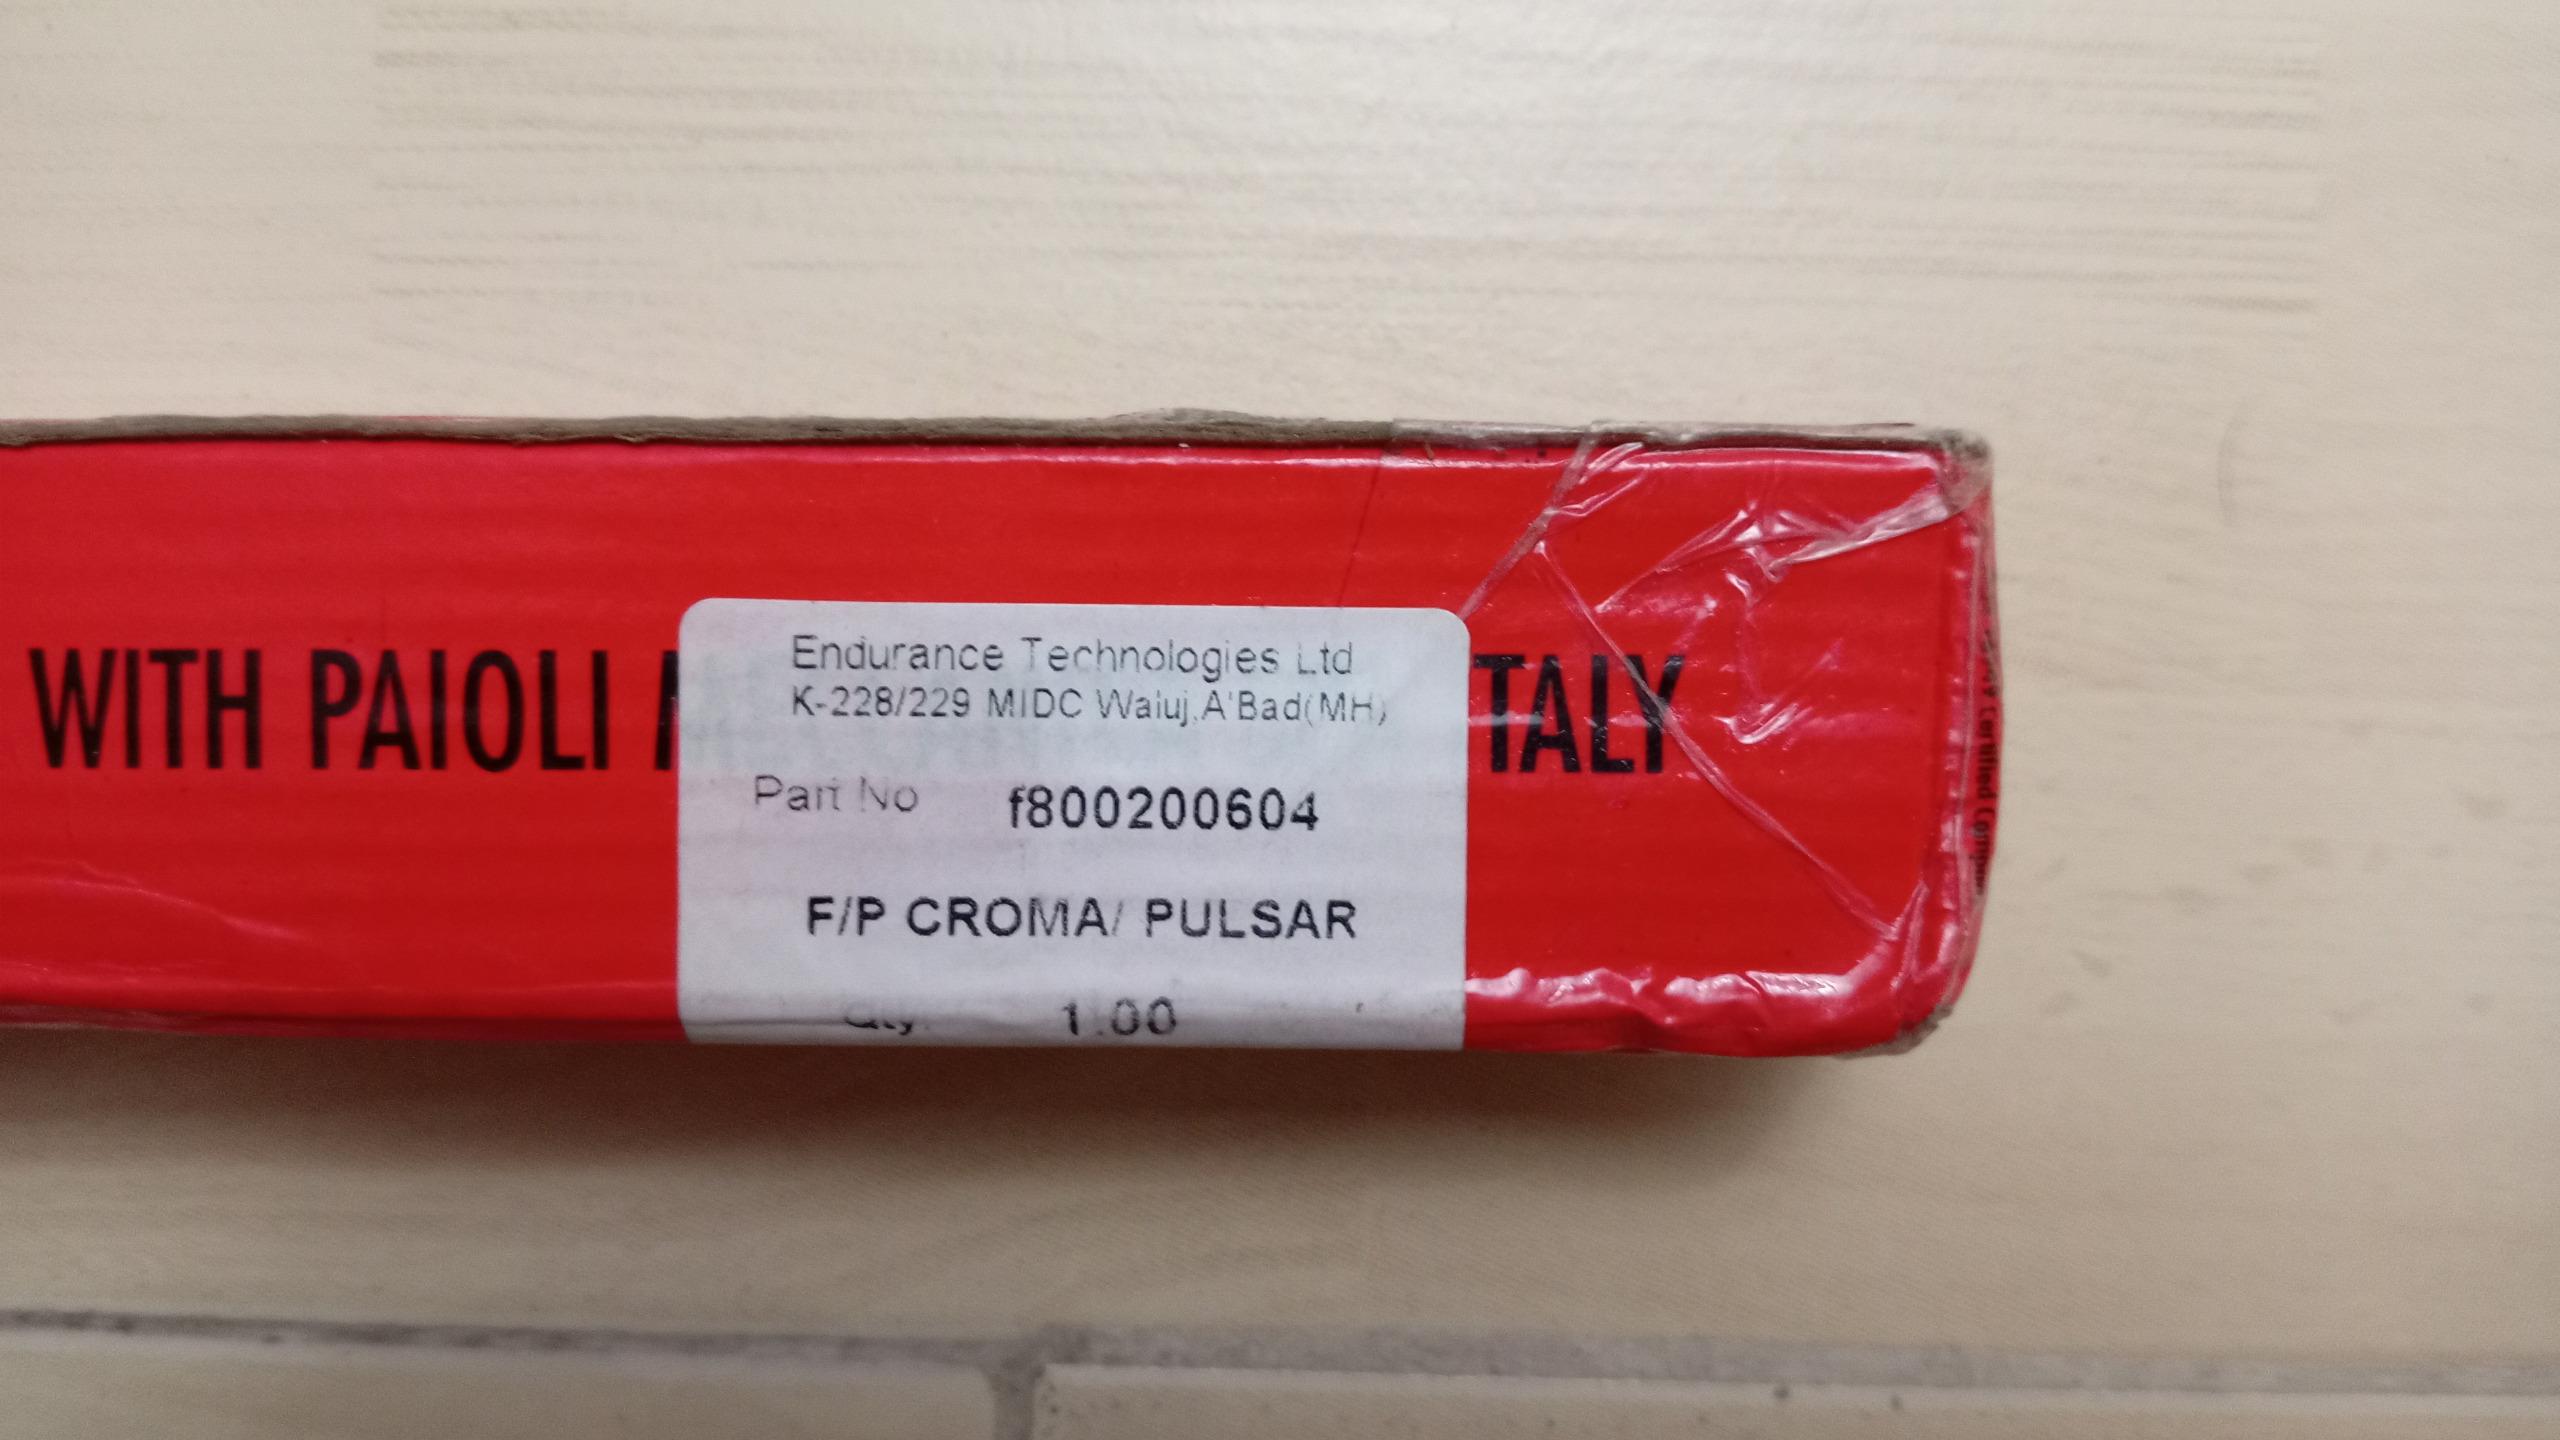 WITH PAIOLI
TALY
Endurance Technologies Ltd
K-228/229 MIDC Waluj,A'Bad(MH)
Part No f800200604
F/P CROMA/ PULSAR
Qty. 1.00
Certified